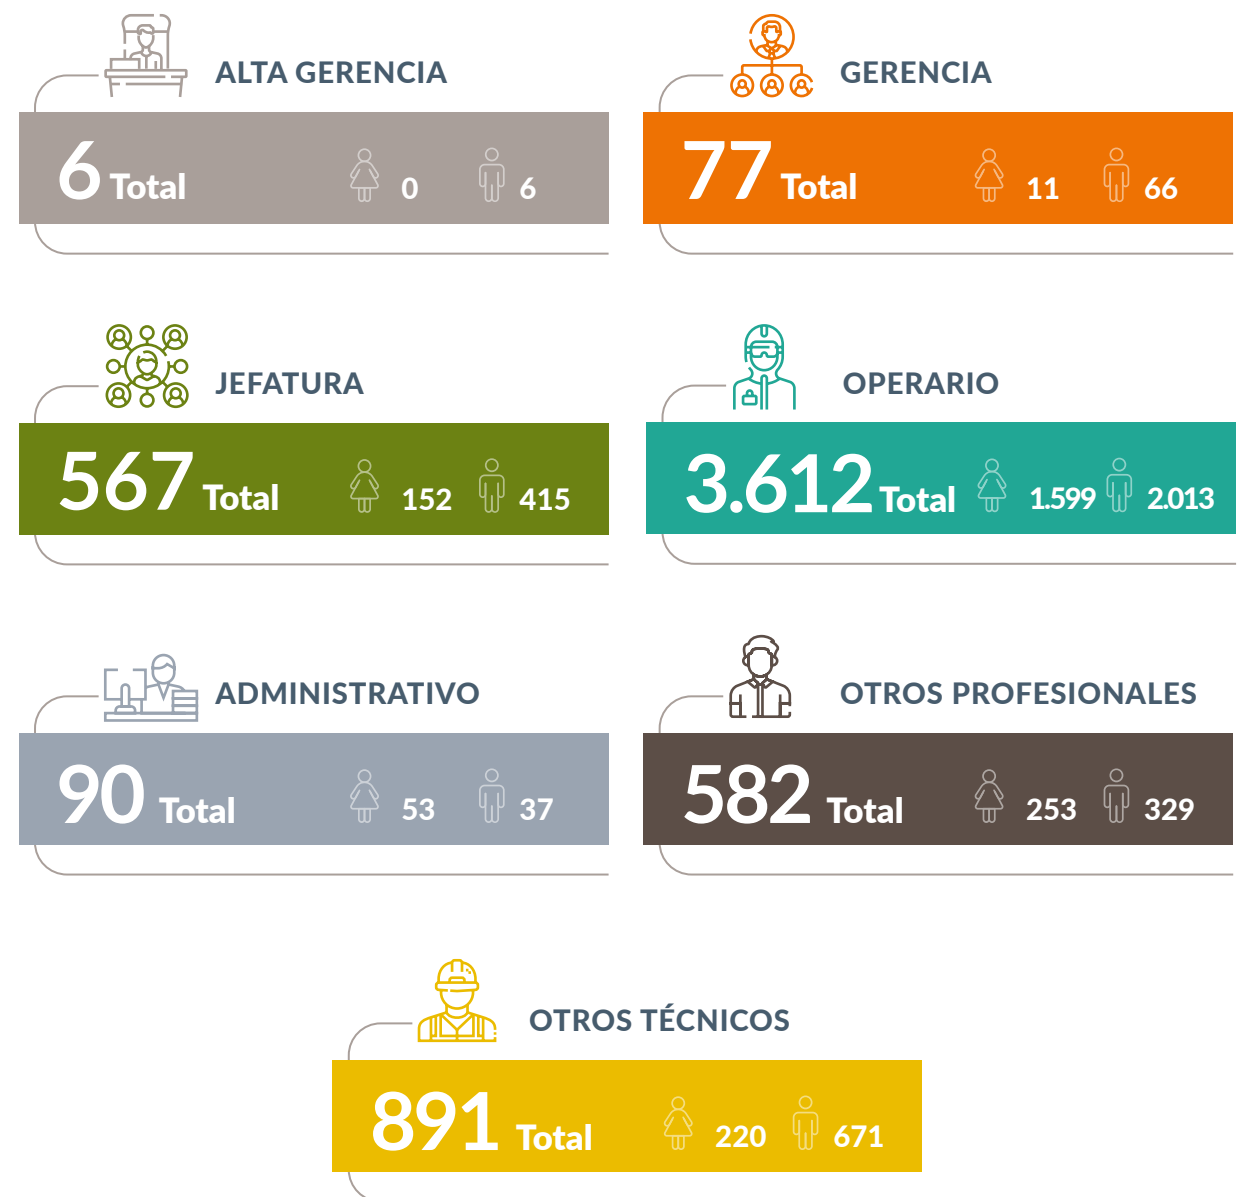 ALTA GERENCIA
6 Total 0 6
GERENCIA
77 Total 11 66
JEFATURA
567 Total 152 415
OPERARIO
3.612 Total 1.599 2.013
ADMINISTRATIVO
90 Total 53 37
OTROS PROFESIONALES
582 Total 253 329
OTROS TÉCNICOS
891 Total 220 671